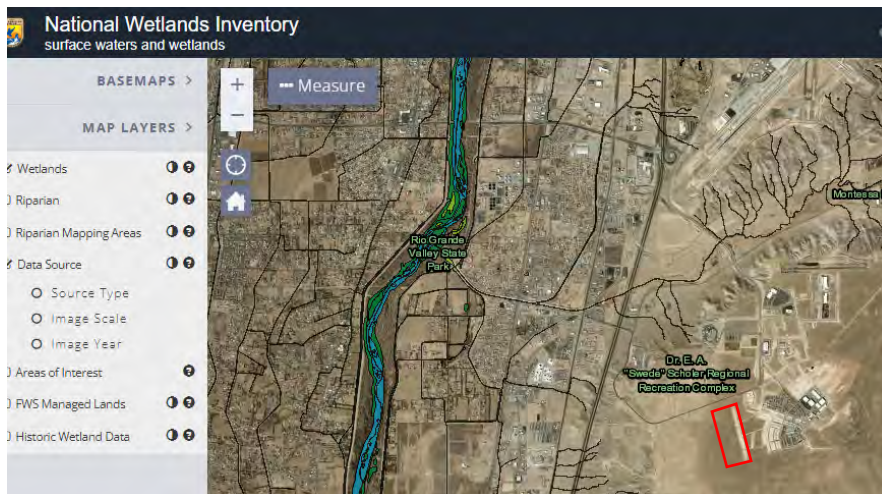 National Wetlands Inventory
surface waters and wetlands
BASEMAPS >
MAP LAYERS >
Wetlands
Riparian
Riparian Mapping Areas
Data Source
Source Type
Image Scale
Image Year
Areas of Interest
FWS Managed Lands
Historic Wetland Data
+
Measure
−
Rio Grande
Valley State
Park
Montessa
Dr. E. A.
"Swede" Scholer Regional
Recreation Complex